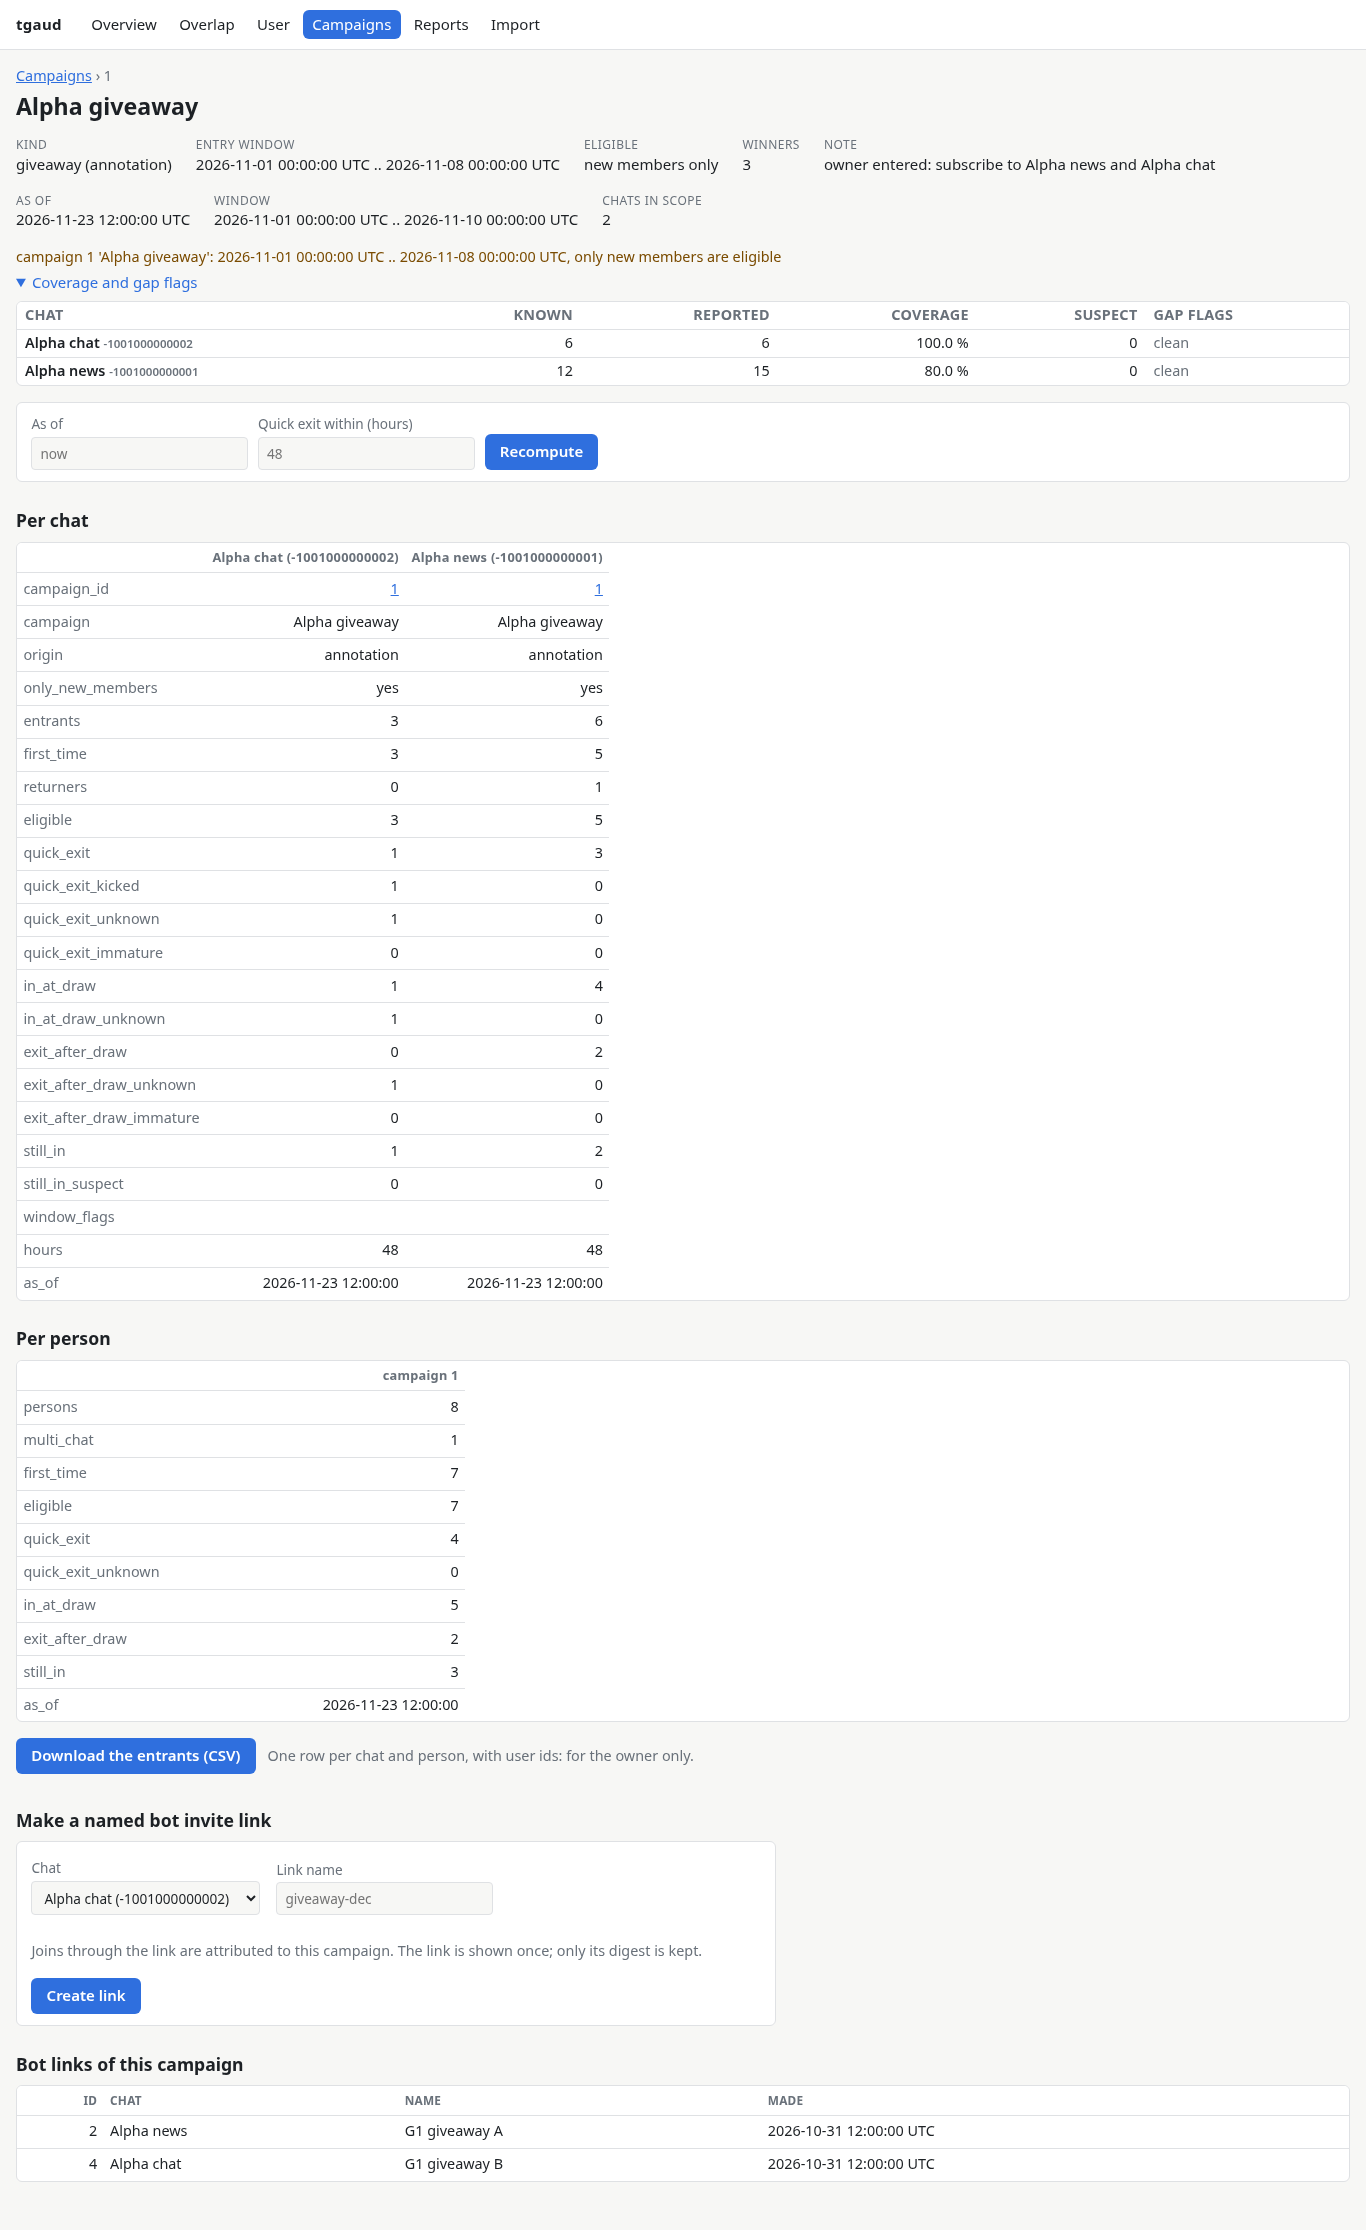 tgaud Overview Overlap User Campaigns Reports Import
Campaigns › 1
Alpha giveaway
KIND ENTRY WINDOW ELIGIBLE WINNERS NOTE
giveaway (annotation) 2026-11-01 00:00:00 UTC .. 2026-11-08 00:00:00 UTC new members only 3 owner entered: subscribe to Alpha news and Alpha chat
AS OF WINDOW CHATS IN SCOPE
2026-11-23 12:00:00 UTC 2026-11-01 00:00:00 UTC .. 2026-11-10 00:00:00 UTC 2
campaign 1 'Alpha giveaway': 2026-11-01 00:00:00 UTC .. 2026-11-08 00:00:00 UTC, only new members are eligible
▼ Coverage and gap flags
CHAT KNOWN REPORTED COVERAGE SUSPECT GAP FLAGS
Alpha chat -1001000000002 6 6 100.0 % 0 clean
Alpha news -1001000000001 12 15 80.0 % 0 clean
As of Quick exit within (hours)
now 48 Recompute
Per chat
Alpha chat (-1001000000002) Alpha news (-1001000000001)
campaign_id 1 1
campaign Alpha giveaway Alpha giveaway
origin annotation annotation
only_new_members yes yes
entrants 3 6
first_time 3 5
returners 0 1
eligible 3 5
quick_exit 1 3
quick_exit_kicked 1 0
quick_exit_unknown 1 0
quick_exit_immature 0 0
in_at_draw 1 4
in_at_draw_unknown 1 0
exit_after_draw 0 2
exit_after_draw_unknown 1 0
exit_after_draw_immature 0 0
still_in 1 2
still_in_suspect 0 0
window_flags
hours 48 48
as_of 2026-11-23 12:00:00 2026-11-23 12:00:00
Per person
campaign 1
persons 8
multi_chat 1
first_time 7
eligible 7
quick_exit 4
quick_exit_unknown 0
in_at_draw 5
exit_after_draw 2
still_in 3
as_of 2026-11-23 12:00:00
Download the entrants (CSV) One row per chat and person, with user ids: for the owner only.
Make a named bot invite link
Chat Link name
Alpha chat (-1001000000002) giveaway-dec
Joins through the link are attributed to this campaign. The link is shown once; only its digest is kept.
Create link
Bot links of this campaign
ID CHAT NAME MADE
2 Alpha news G1 giveaway A 2026-10-31 12:00:00 UTC
4 Alpha chat G1 giveaway B 2026-10-31 12:00:00 UTC